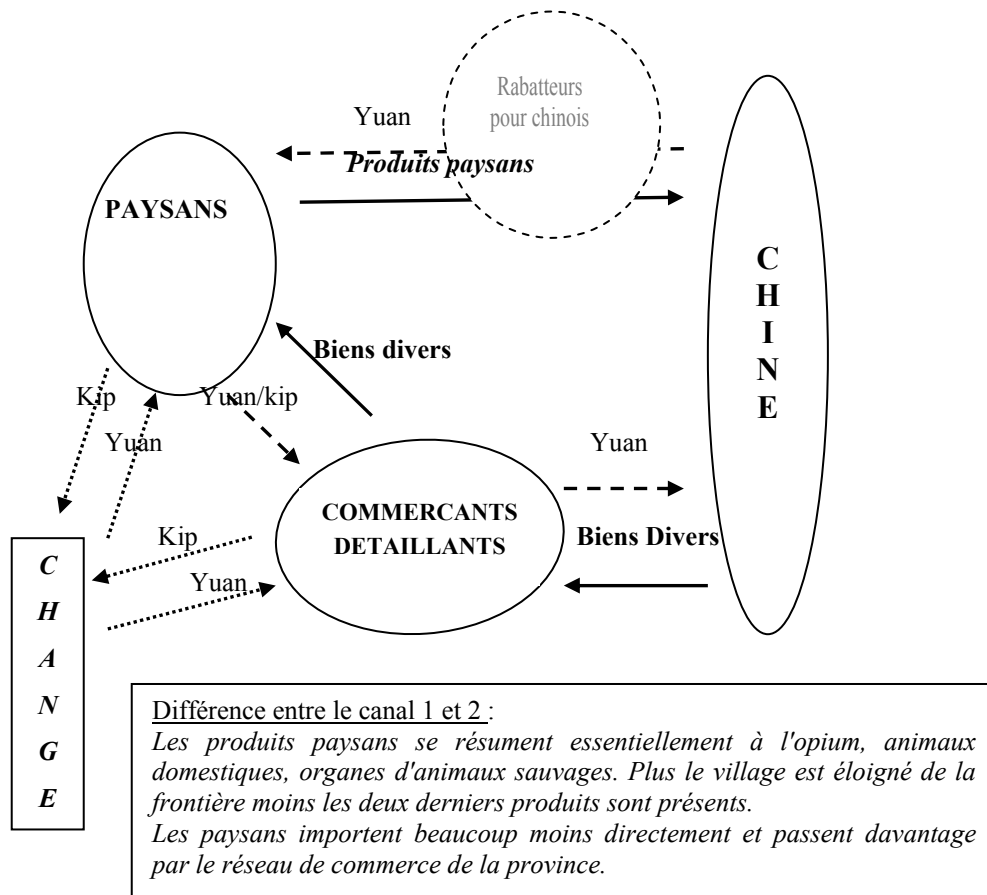 Rabatteurs
pour chinois
Yuan
Produits paysans
PAYSANS
CHINE
Biens divers
Kip
Yuan/kip
Yuan
Yuan
COMMERCANTS
DETAILLANTS
Kip
Biens Divers
Yuan
CHANGE
Différence entre le canal 1 et 2 :
Les produits paysans se résument essentiellement à l'opium, animaux
domestiques, organes d'animaux sauvages. Plus le village est éloigné de la
frontière moins les deux derniers produits sont présents.
Les paysans importent beaucoup moins directement et passent davantage
par le réseau de commerce de la province.